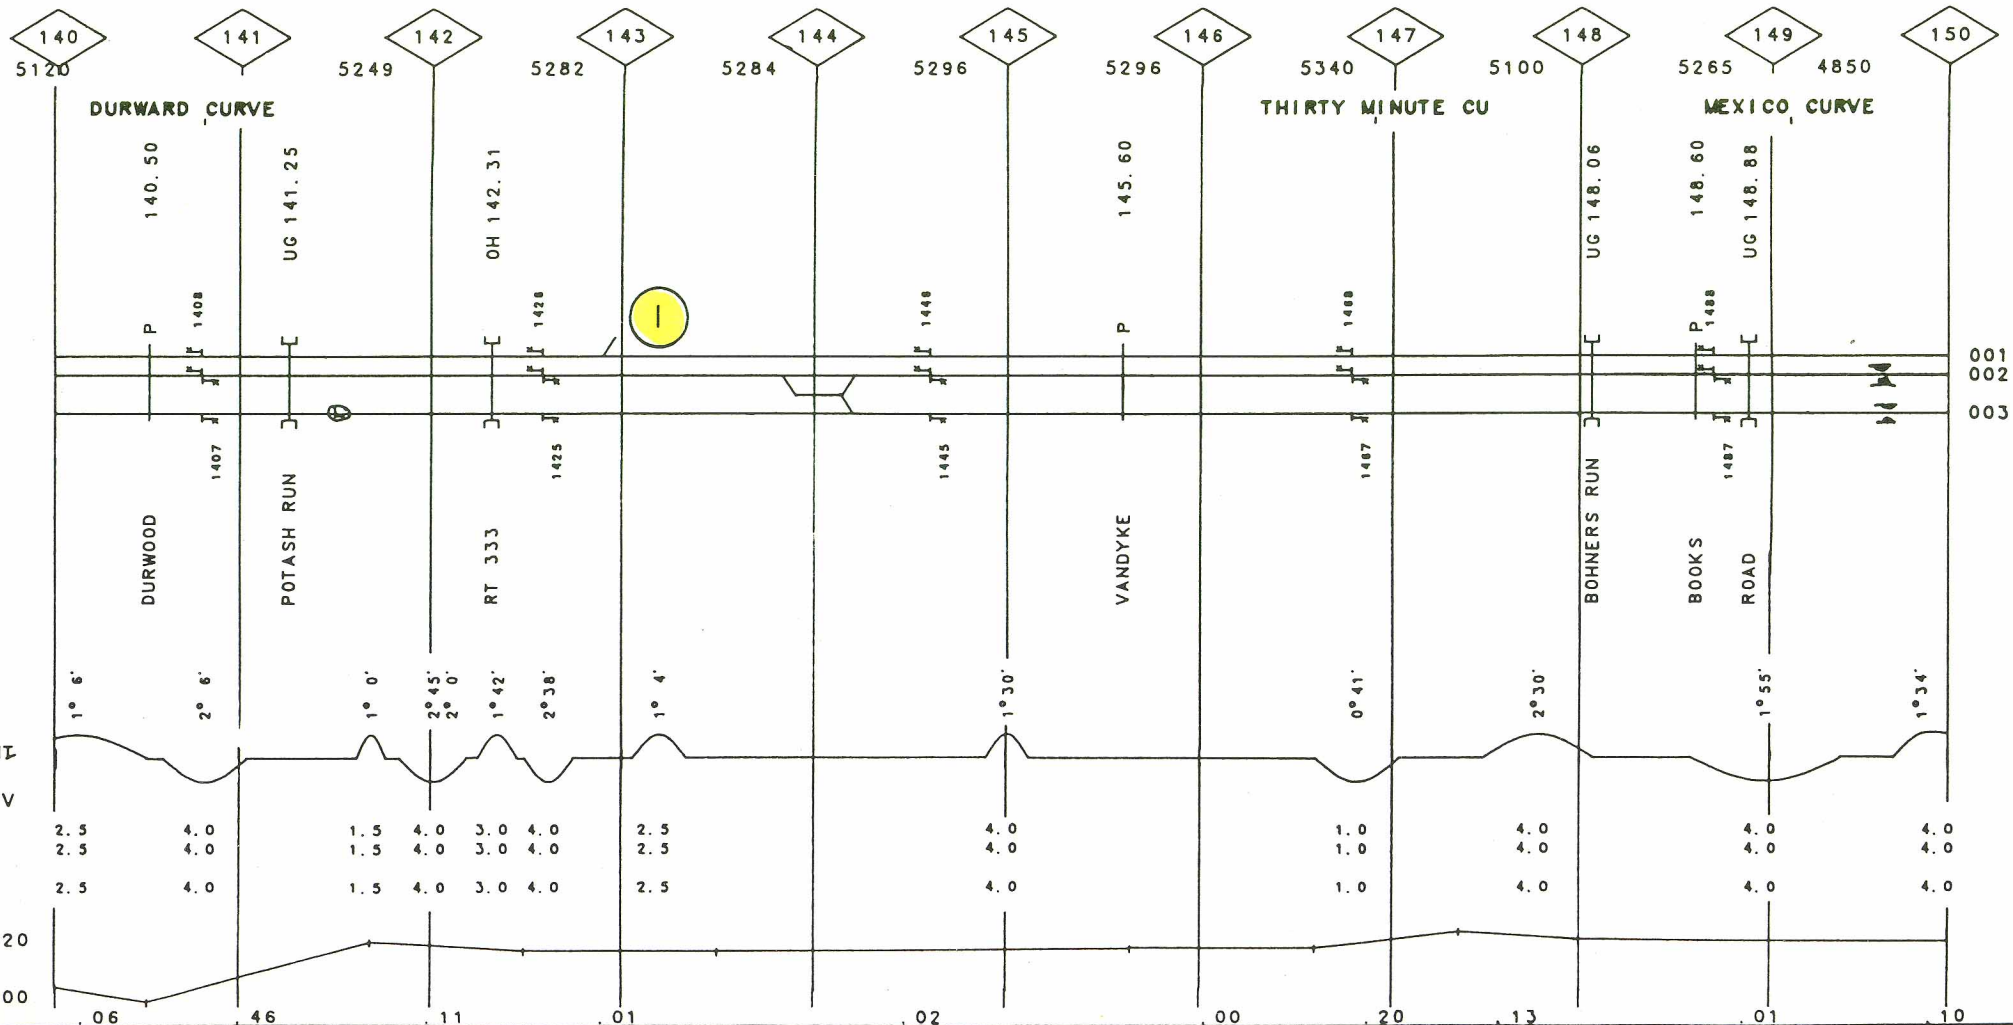 140 141 142 143 144 145 146 147 148 149 150
5120 5249 5282 5284 5296 5296 5340 5100 5265 4850
DURWARD CURVE THIRTY MINUTE CU MEXICO CURVE
140.50 UG 141.25 OH 142.31 145.60 UG 148.06 148.60 UG 148.88
1408 1426 1446 1468 1488
P P P
1
001
002
003
1407 1425 1445 1467 1487
DURWOOD POTASH RUN RT 333 VANDYKE BOHNERS RUN BOOKS ROAD
1° 6' 2° 6' 1° 0' 2°45' 2° 0' 1°42' 2°38' 1° 4' 1°30' 0°41' 2°30' 1°55' 1°34'
V
2.5 4.0 1.5 4.0 3.0 4.0 2.5 4.0 1.0 4.0 4.0 4.0
2.5 4.0 1.5 4.0 3.0 4.0 2.5 4.0 1.0 4.0 4.0 4.0
2.5 4.0 1.5 4.0 3.0 4.0 2.5 4.0 1.0 4.0 4.0 4.0
20
00
.06 .46 .11 .01 .02 .00 .20 .13 .01 .10